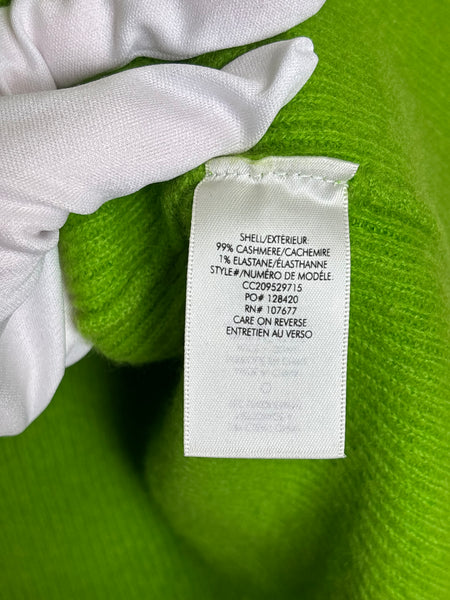 SHELL/EXTÉRIEUR
99% CASHMERE/CACHEMIRE
1% ELASTANE/ÉLASTHANNE
STYLE#/NUMÉRO DE MODÈLE:
CC209529715
PO# 128420
RN# 107677
CARE ON REVERSE
ENTRETIEN AU VERSO